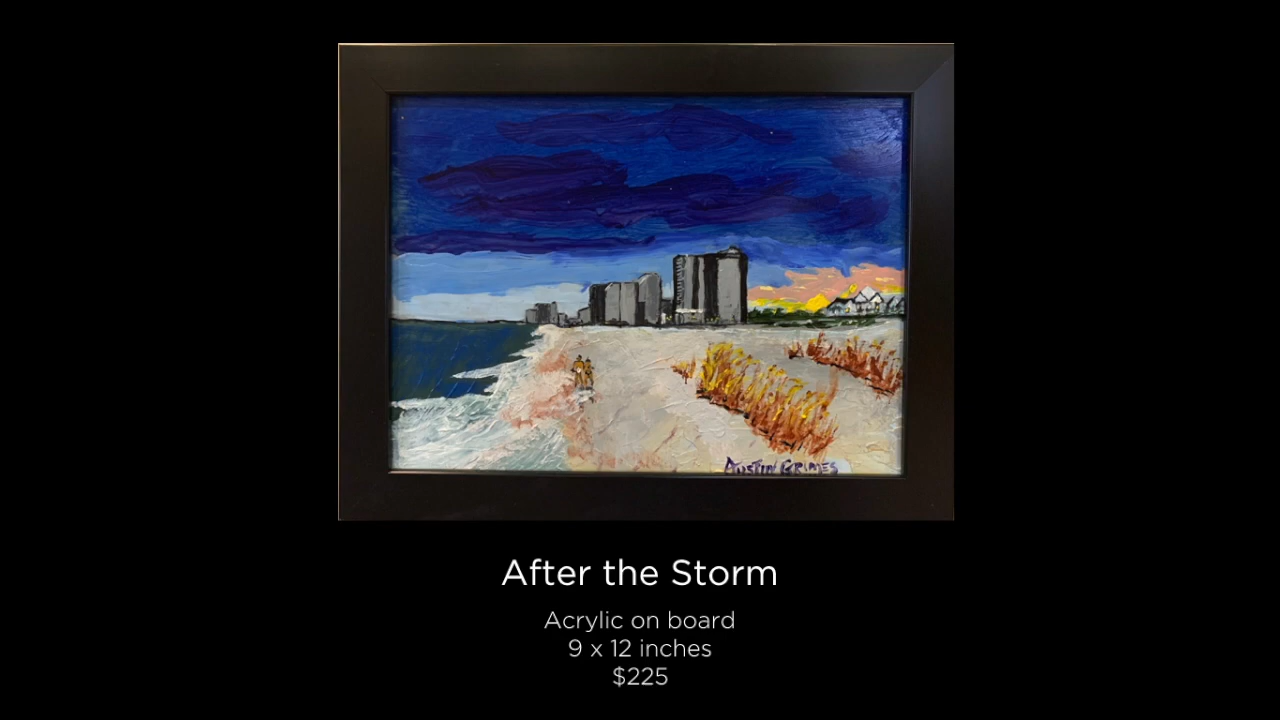 AUSTIN GRIMES
After the Storm
Acrylic on board
9 x 12 inches
$225